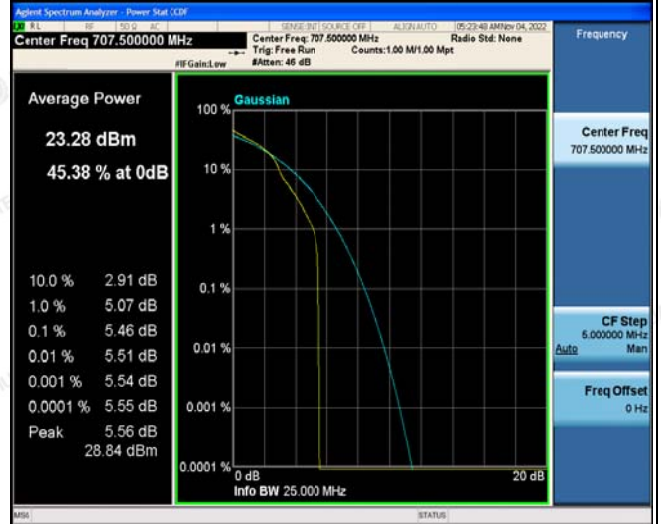 Agilent Spectrum Analyzer - Power Stat CCDF
RL RF 50 Ω AC SENSE:INT SOURCE OFF ALIGN AUTO 05:23:48 AM Nov 04, 2022
Center Freq 707.500000 MHz
Center Freq: 707.500000 MHz Radio Std: None
Trig: Free Run Counts:1.00 M/1.00 Mpt
#IFGain:Low #Atten: 46 dB
Frequency
Average Power
23.28 dBm
45.38 % at 0dB
10.0 % 2.91 dB
1.0 % 5.07 dB
0.1 % 5.46 dB
0.01 % 5.51 dB
0.001 % 5.54 dB
0.0001 % 5.55 dB
Peak 5.56 dB
28.84 dBm
Gaussian
100 %
10 %
1 %
0.1 %
0.01 %
0.001 %
0.0001 %
0 dB 20 dB
Info BW 25.000 MHz
Center Freq
707.500000 MHz
CF Step
5.000000 MHz
Auto Man
Freq Offset
0 Hz
MSG STATUS